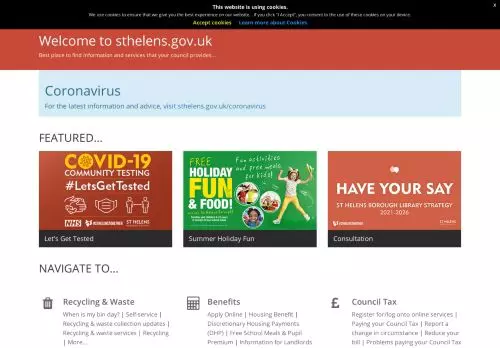 This website is using cookies.
x
We use cookies to ensure that we give you the best experience on our website. If you click "I Accept", you consent to the use of these cookies on your device.
Accept cookies Learn more about Cookies
Welcome to sthelens.gov.uk
Best place to find information and services that your council provides...
Coronavirus
For the latest information and advice, visit sthelens.gov.uk/coronavirus
FEATURED...
COVID-19
COMMUNITY TESTING
#LetsGetTested
NHS
ST HELENS
Let's Get Tested
FREE
HOLIDAY
FUN
& FOOD!
Fun activities
and free meals
for kids!
Summer Holiday Fun
HAVE YOUR SAY
ST HELENS BOROUGH LIBRARY STRATEGY
2021-2026
ST HELENS
Consultation
NAVIGATE TO...
Recycling & Waste
When is my bin day? | Self-service |
Recycling & waste collection updates |
Recycling & waste services | Recycling
| More...
Benefits
Apply Online | Housing Benefit |
Discretionary Housing Payments
(DHP) | Free School Meals & Pupil
Premium | Information for Landlords
£ Council Tax
Register for/log onto online services |
Paying your Council Tax | Report a
change in circumstance | Reduce your
bill | Problems paying your Council Tax